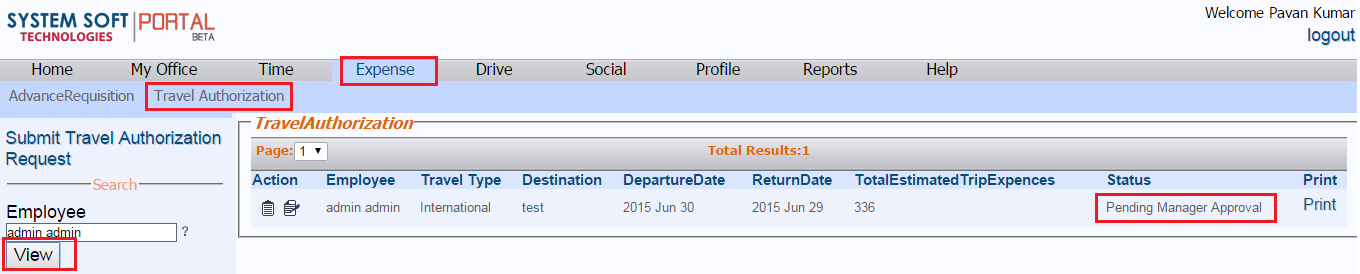 SYSTEM SOFT PORTAL
TECHNOLOGIES BETA
Welcome Pavan Kumar
logout
Home My Office Time Expense Drive Social Profile Reports Help
AdvanceRequisition Travel Authorization
Submit Travel Authorization
Request
Search
Employee
admin admin ?
View
TravelAuthorization
Page: 1 Total Results:1
Action Employee Travel Type Destination DepartureDate ReturnDate TotalEstimatedTripExpences Status Print
admin admin International test 2015 Jun 30 2015 Jun 29 336 Pending Manager Approval Print